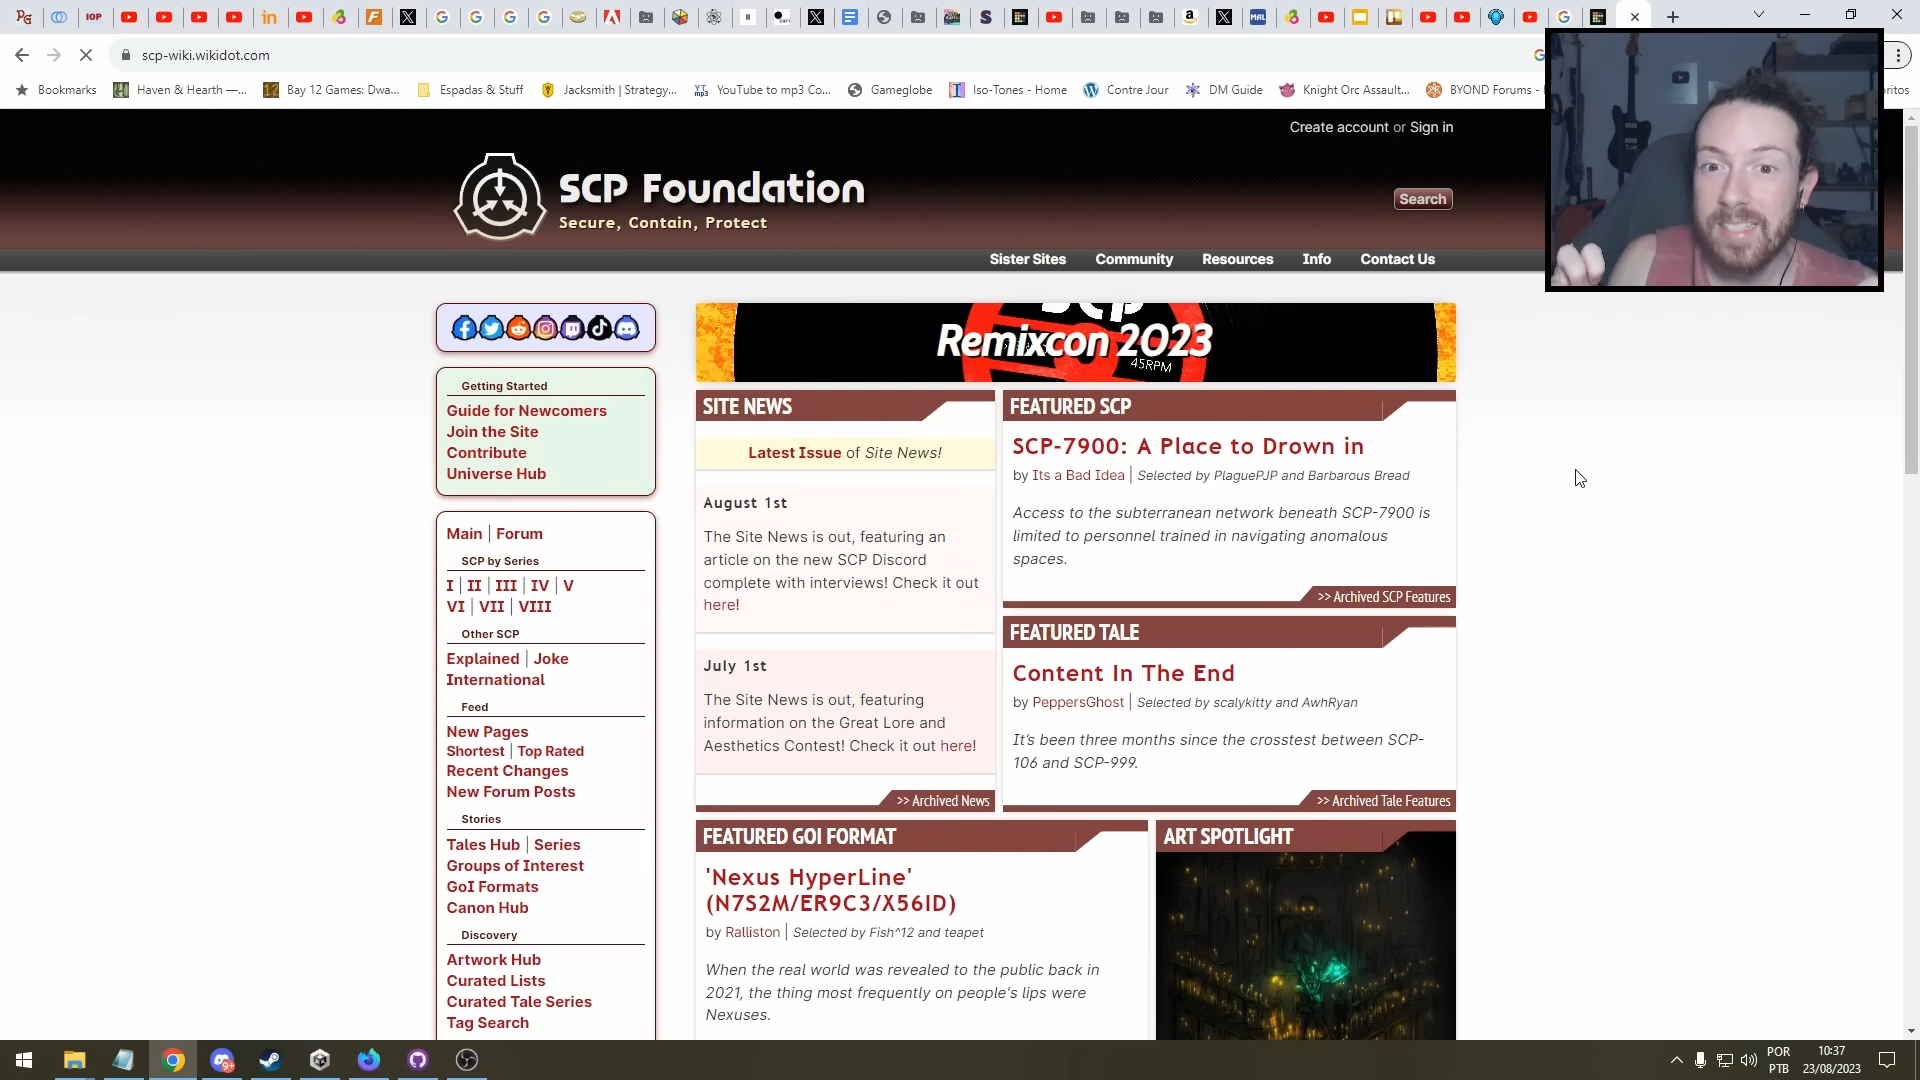 scp-wiki.wikidot.com
Bookmarks
Haven & Hearth —...
Bay 12 Games: Dwa...
Espadas & Stuff
Jacksmith | Strategy...
YouTube to mp3 Co...
Gameglobe
Iso-Tones - Home
Contre Jour
DM Guide
Knight Orc Assault...
BYOND Forums -
Create account or Sign in
SCP Foundation
Secure, Contain, Protect
Search
Sister Sites
Community
Resources
Info
Contact Us
Remixcon 2023
45RPM
Getting Started
Guide for Newcomers
Join the Site
Contribute
Universe Hub
Main | Forum
SCP by Series
I | II | III | IV | V
VI | VII | VIII
Other SCP
Explained | Joke
International
Feed
New Pages
Shortest | Top Rated
Recent Changes
New Forum Posts
Stories
Tales Hub | Series
Groups of Interest
GoI Formats
Canon Hub
Discovery
Artwork Hub
Curated Lists
Curated Tale Series
Tag Search
SITE NEWS
Latest Issue of Site News!
August 1st
The Site News is out, featuring an
article on the new SCP Discord
complete with interviews! Check it out
here!
July 1st
The Site News is out, featuring
information on the Great Lore and
Aesthetics Contest! Check it out here!
>> Archived News
FEATURED SCP
SCP-7900: A Place to Drown in
by Its a Bad Idea | Selected by PlaguePJP and Barbarous Bread
Access to the subterranean network beneath SCP-7900 is
limited to personnel trained in navigating anomalous
spaces.
>> Archived SCP Features
FEATURED TALE
Content In The End
by PeppersGhost | Selected by scalykitty and AwhRyan
It's been three months since the crosstest between SCP-
106 and SCP-999.
>> Archived Tale Features
FEATURED GOI FORMAT
'Nexus HyperLine'
(N7S2M/ER9C3/X56ID)
by Ralliston | Selected by Fish^12 and teapet
When the real world was revealed to the public back in
2021, the thing most frequently on people's lips were
Nexuses.
ART SPOTLIGHT
POR
PTB
10:37
23/08/2023